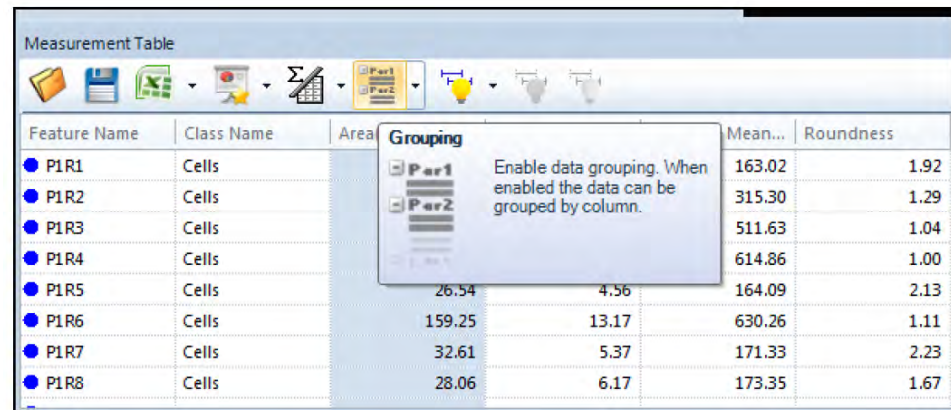 Measurement Table
Σ
Par1
Par2
Feature Name Class Name Area Mean... Roundness
Grouping
Par1
Par2
Enable data grouping. When
enabled the data can be
grouped by column.
P1R1 Cells 163.02 1.92
P1R2 Cells 315.30 1.29
P1R3 Cells 511.63 1.04
P1R4 Cells 614.86 1.00
P1R5 Cells 26.54 4.56 164.09 2.13
P1R6 Cells 159.25 13.17 630.26 1.11
P1R7 Cells 32.61 5.37 171.33 2.23
P1R8 Cells 28.06 6.17 173.35 1.67